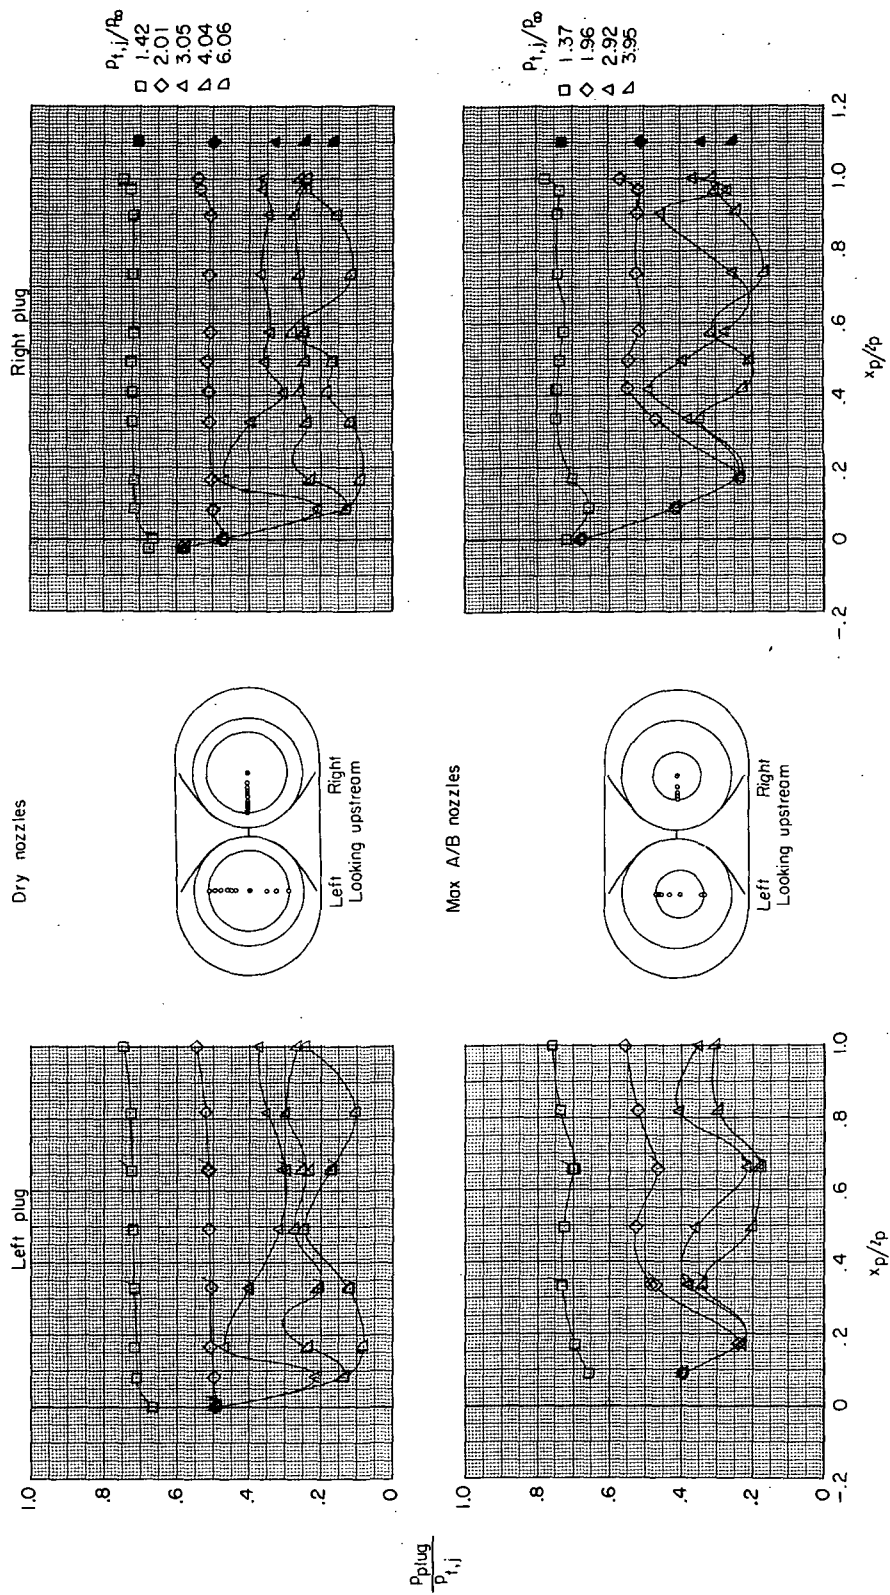 Left plug
Dry nozzles
Right plug
p_t,j/p_∞
1.42
2.01
3.05
4.04
6.06
1.0
.8
.6
.4
.2
0
Left
Right
Looking upstream
p_plug
p_t,j
Max A/B nozzles
p_t,j/p_∞
1.37
1.96
2.92
3.95
1.0
.8
.6
.4
.2
0
Left
Right
Looking upstream
-.2
0
.2
.4
.6
.8
1.0
x_p/l_p
-.2
0
.2
.4
.6
.8
1.0
1.2
x_p/l_p